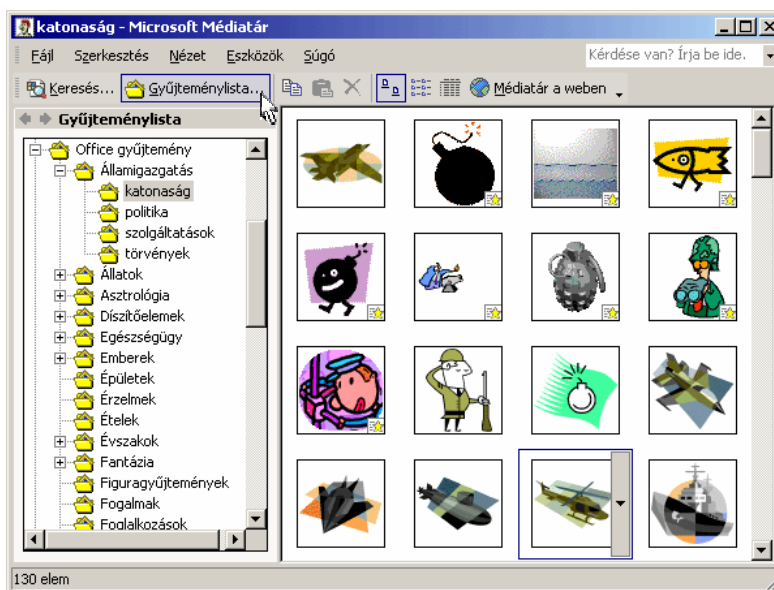 katonaság - Microsoft Médiatár
Fájl Szerkesztés Nézet Eszközök Súgó Kérdése van? Írja be ide.
Keresés... Gyűjteménylista... Médiatár a weben
Gyűjteménylista
Office gyűjtemény
Államigazgatás
katonaság
politika
szolgáltatások
törvények
Állatok
Asztrológia
Díszítőelemek
Egészségügy
Emberek
Épületek
Érzelmek
Ételek
Évszakok
Fantázia
Figuragyűjtemények
Fogalmak
Foglalkozások
130 elem